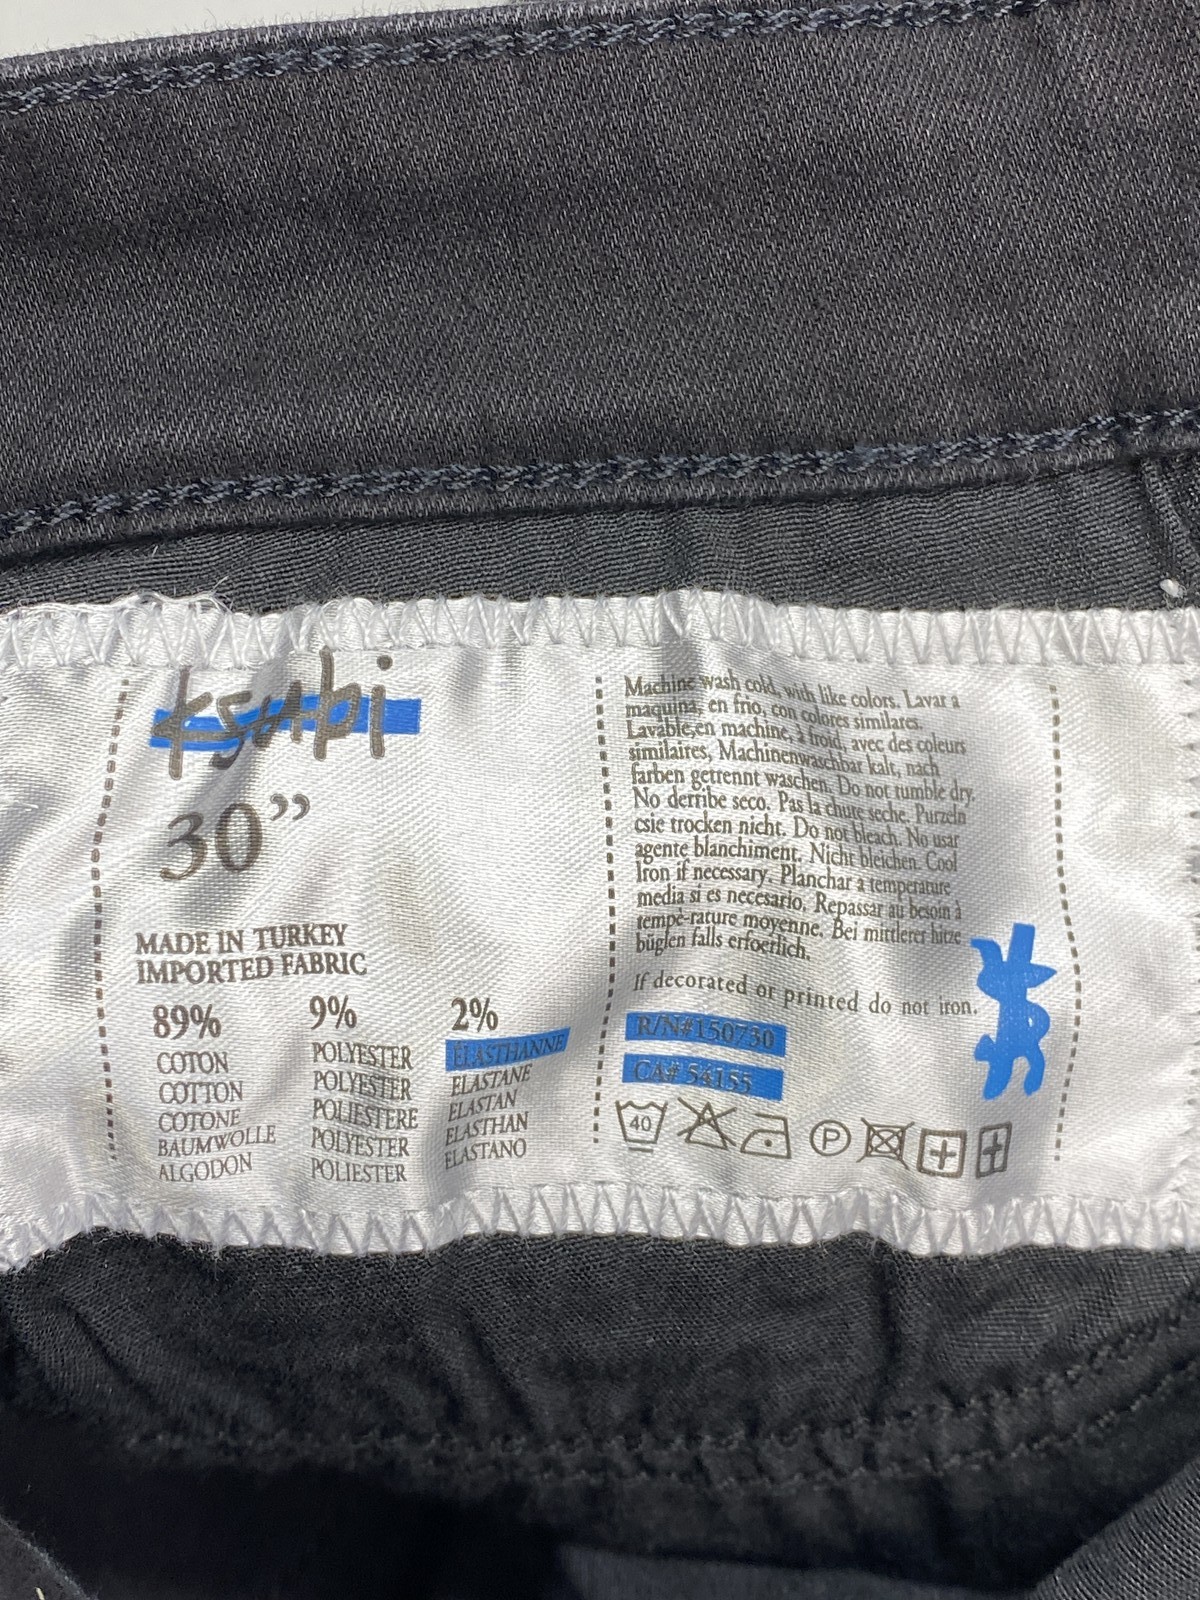 ksubi
30”
MADE IN TURKEY
IMPORTED FABRIC
89%
COTON
COTTON
COTONE
BAUMWOLLE
ALGODON
9%
POLYESTER
POLYESTER
POLIESTERE
POLYESTER
POLIESTER
2%
ÉLASTHANNE
ELASTANE
ELASTAN
ELASTHAN
ELASTANO
Machine wash cold, with like colors. Lavar a
maquina, en frio, con colores similares.
Lavable,en machine, à froid, avec des couleurs
similaires, Machinenwaschbar kalt, nach
farben getrennt waschen. Do not tumble dry.
No derribe seco. Pas la chute seche. Purzeln
csie trocken nicht. Do not bleach. No usar
agente blanchiment. Nicht bleichen. Cool
Iron if necessary. Planchar a temperature
media si es necesario, Repassar au besoin à
tempè-rature moyenne. Bei mittlerer hitze
büglen falls erfoerlich.
If decorated or printed do not iron.
R/N#150730
CA# 54155
40
P